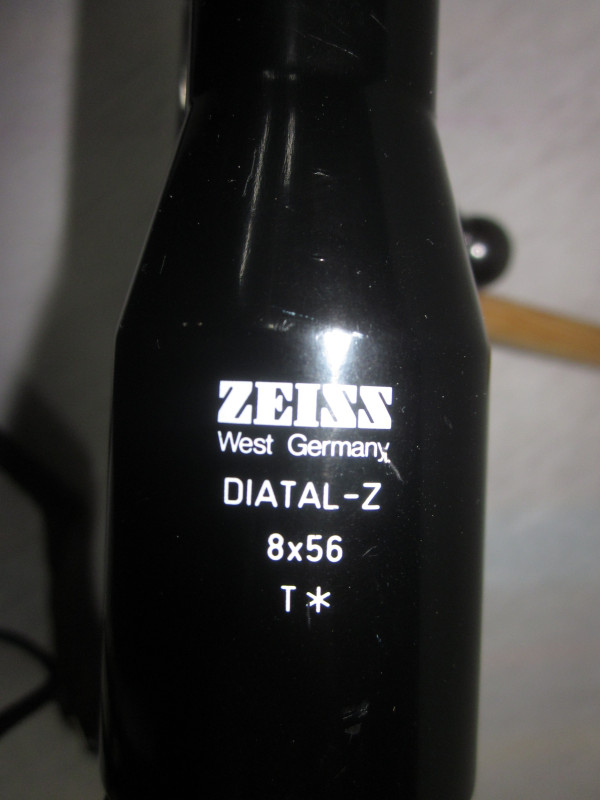 ZEISS
West Germany
DIATAL-Z
8x56
T*